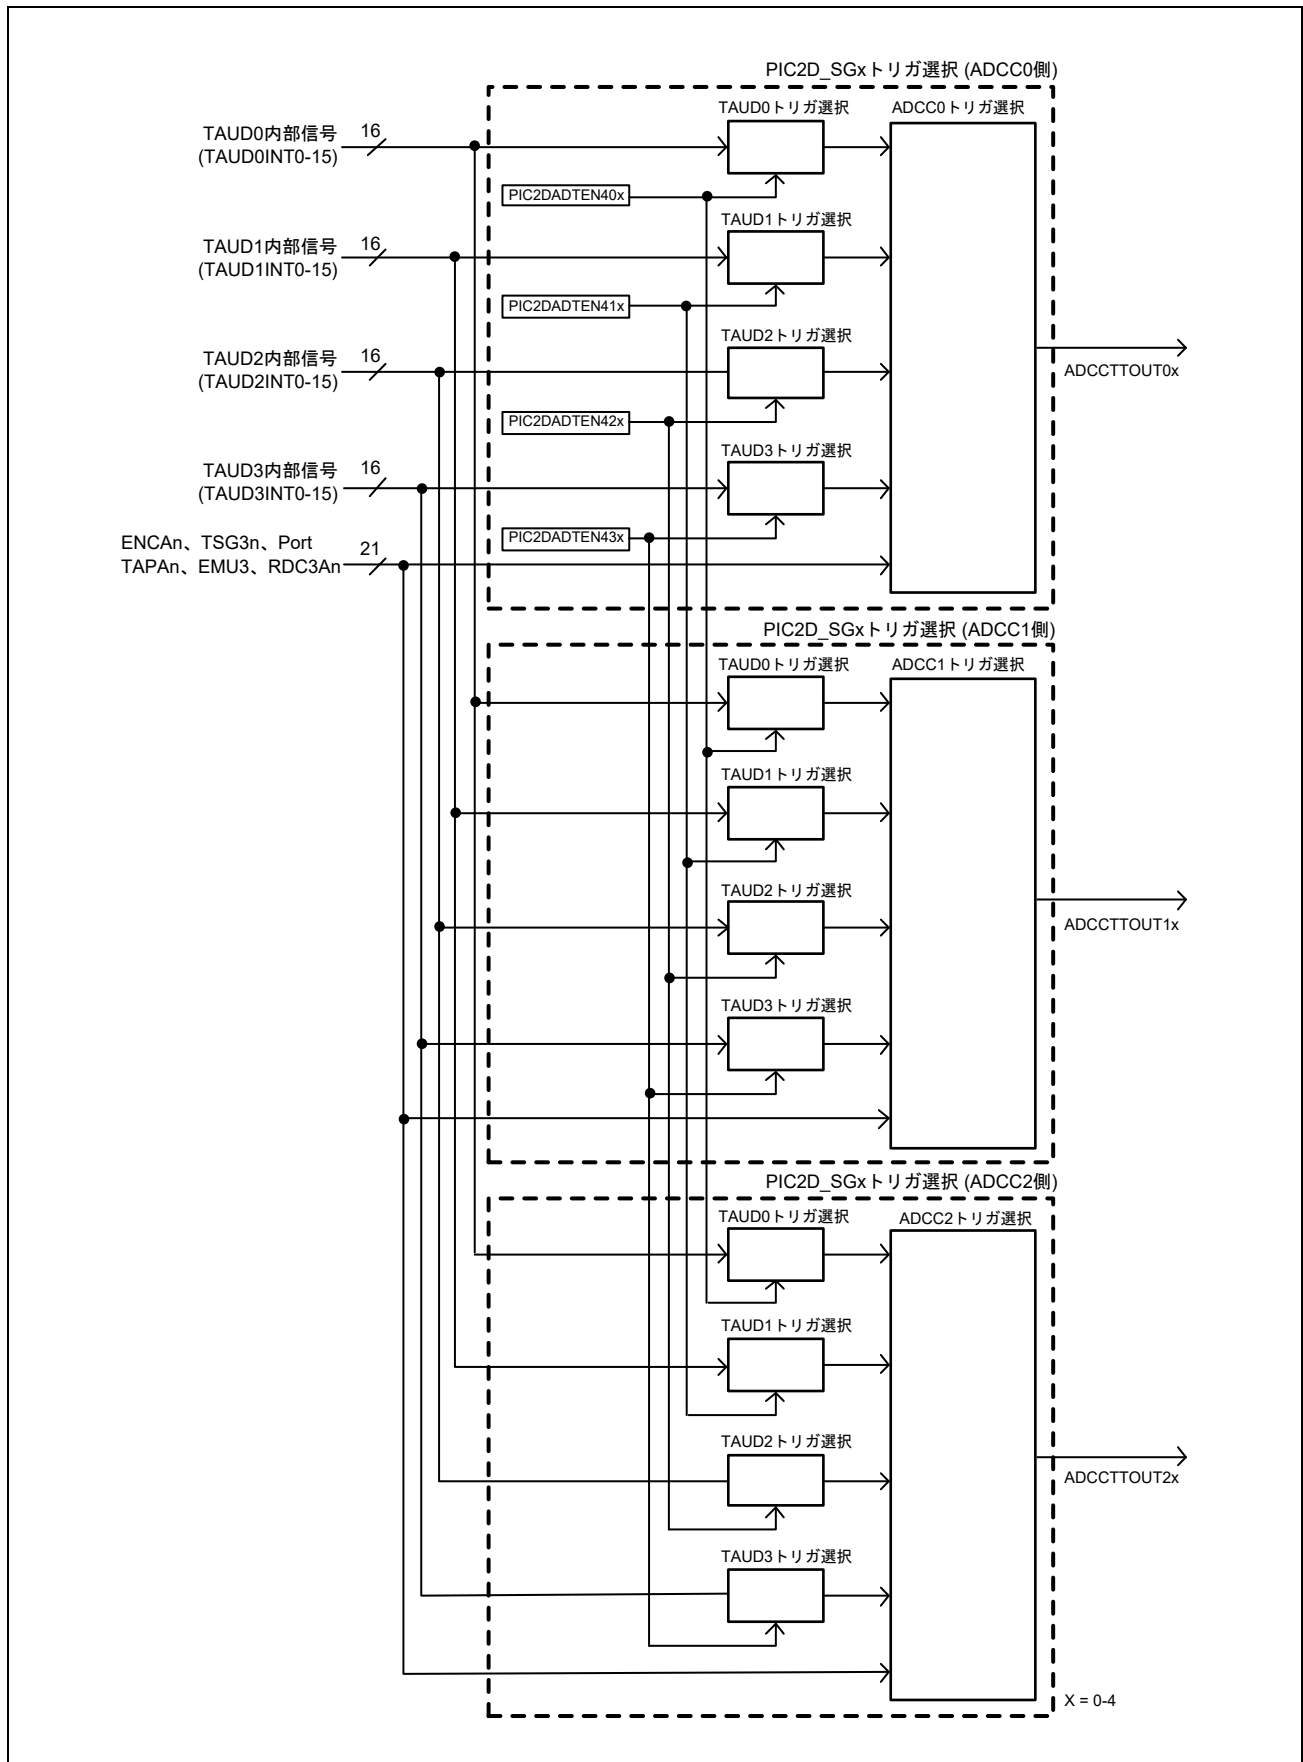 PIC2D_SGxトリガ選択 (ADCC0側)
TAUD0トリガ選択
ADCC0トリガ選択
TAUD0内部信号
(TAUD0INT0-15)
16
PIC2DADTEN40x
TAUD1トリガ選択
TAUD1内部信号
(TAUD1INT0-15)
16
PIC2DADTEN41x
TAUD2トリガ選択
TAUD2内部信号
(TAUD2INT0-15)
16
ADCCTTOUT0x
PIC2DADTEN42x
TAUD3トリガ選択
TAUD3内部信号
(TAUD3INT0-15)
16
PIC2DADTEN43x
ENCAn、TSG3n、Port
TAPAn、EMU3、RDC3An
21
PIC2D_SGxトリガ選択 (ADCC1側)
TAUD0トリガ選択
ADCC1トリガ選択
TAUD1トリガ選択
TAUD2トリガ選択
ADCCTTOUT1x
TAUD3トリガ選択
PIC2D_SGxトリガ選択 (ADCC2側)
TAUD0トリガ選択
ADCC2トリガ選択
TAUD1トリガ選択
TAUD2トリガ選択
ADCCTTOUT2x
TAUD3トリガ選択
X = 0-4